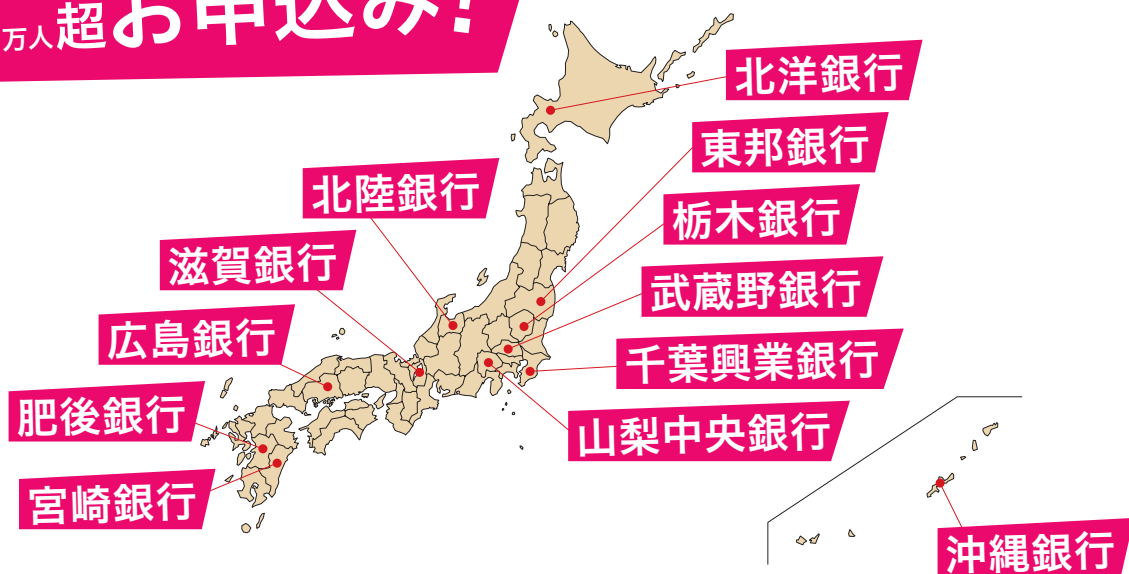 万人超お申込み!
北洋銀行
東邦銀行
北陸銀行
栃木銀行
滋賀銀行
武蔵野銀行
広島銀行
千葉興業銀行
肥後銀行
山梨中央銀行
宮崎銀行
沖縄銀行